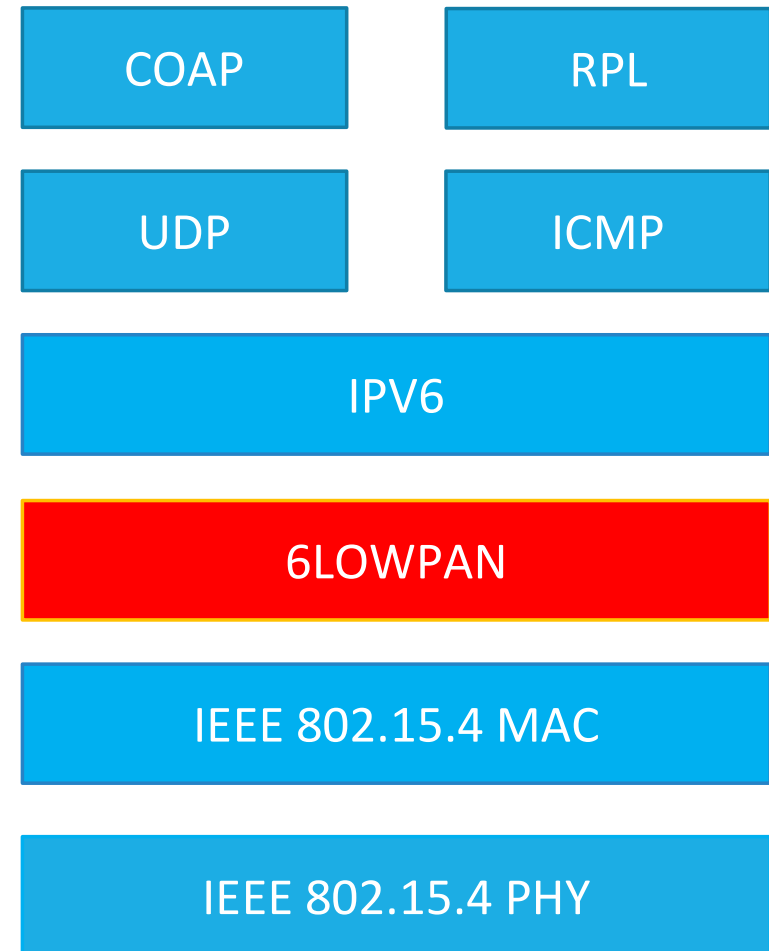 COAP
RPL
UDP
ICMP
IPV6
6LOWPAN
IEEE 802.15.4 MAC
IEEE 802.15.4 PHY